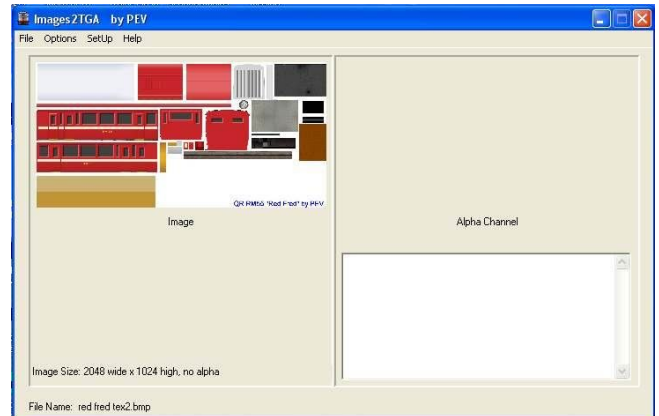 Images2TGA by PEV
File Options SetUp Help
QR RM55 "Red Fred" by PEV
Image
Alpha Channel
Image Size: 2048 wide x 1024 high, no alpha
File Name: red fred tex2.bmp